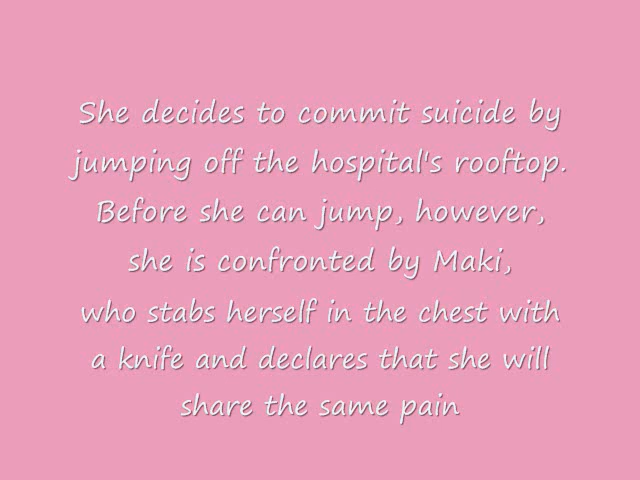 She decides to commit suicide by
jumping off the hospital's rooftop.
Before she can jump, however,
she is confronted by Maki,
who stabs herself in the chest with
a knife and declares that she will
share the same pain